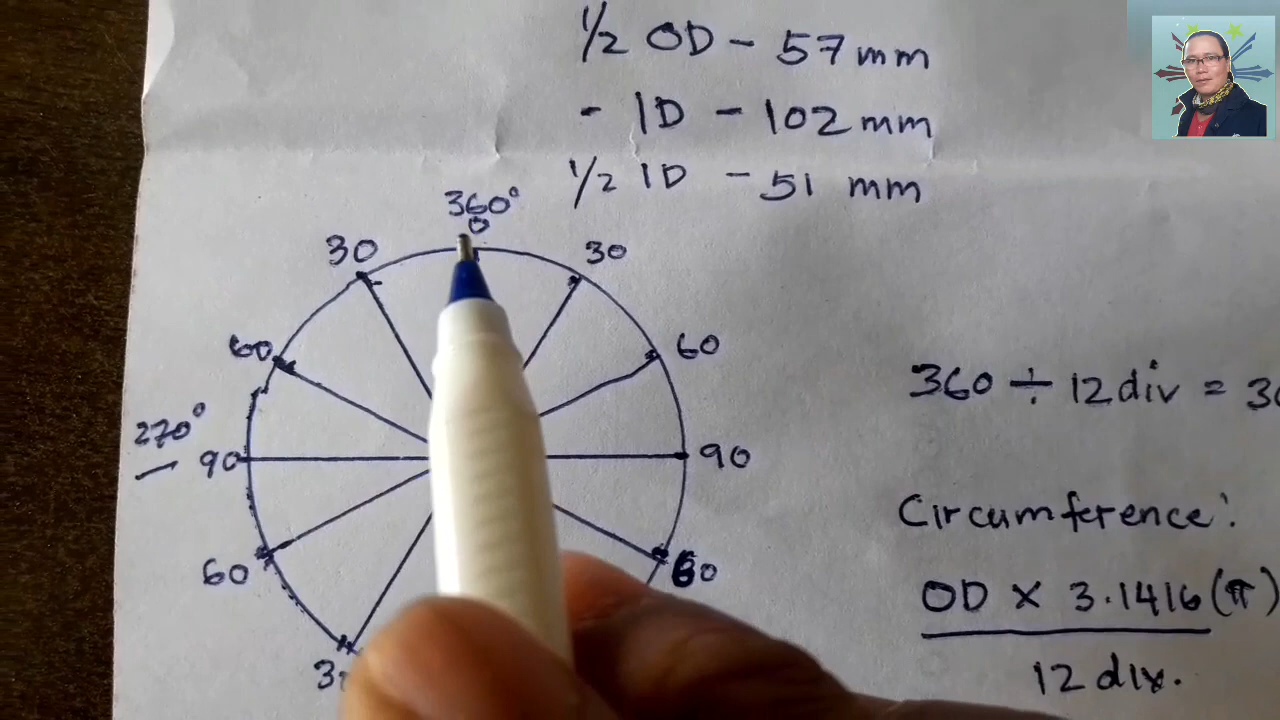 1/2 OD - 57 mm
- ID - 102 mm
1/2 ID - 51 mm
360°
0
30
30
60
60
270°
90
90
60
60
360 ÷ 12 div =
Circumference:
OD x 3.1416 (π)
12 div.